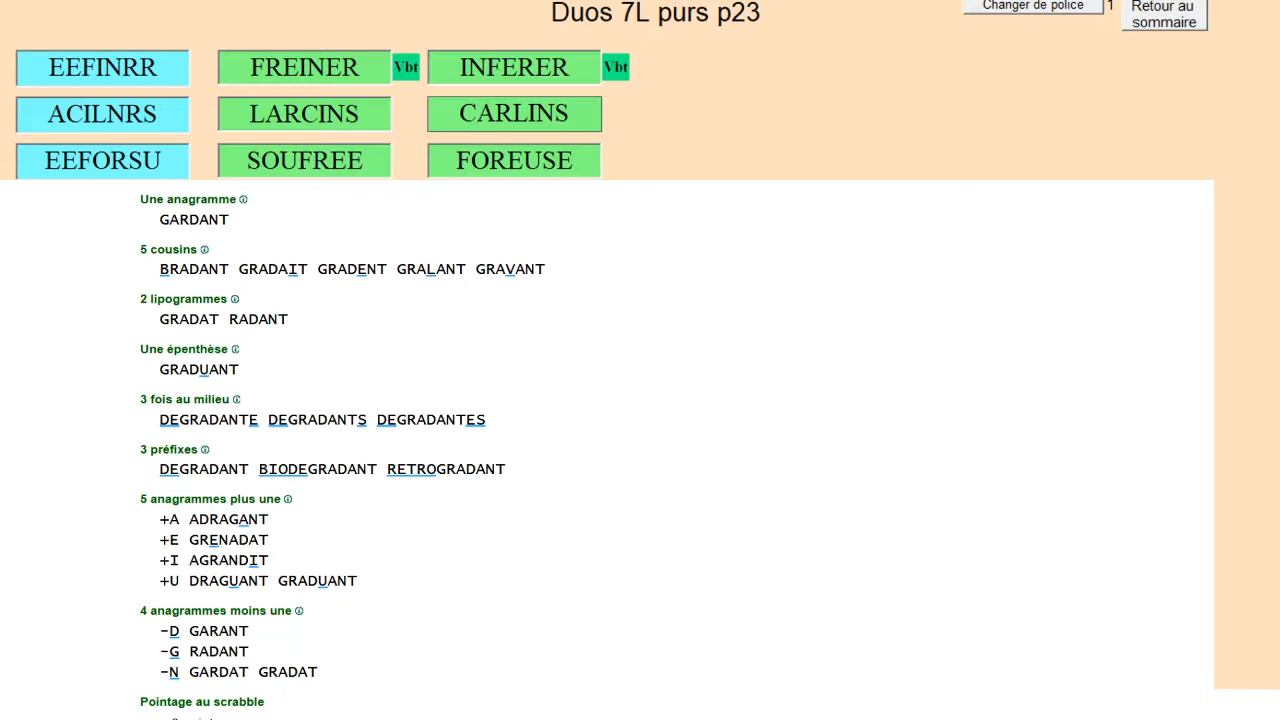 Duos 7L purs p23
Changer de police 1 Retour au sommaire
EEFINRR FREINER Vbt INFERER Vbt
ACILNRS LARCINS CARLINS
EEFORSU SOUFREE FOREUSE
Une anagramme
GARDANT
5 cousins
BRADANT GRADAIT GRADENT GRALANT GRAVANT
2 lipogrammes
GRADAT RADANT
Une épenthèse
GRADUANT
3 fois au milieu
DEGRADANTE DEGRADANTS DEGRADANTES
3 préfixes
DEGRADANT BIODEGRADANT RETROGRADANT
5 anagrammes plus une
+A ADRAGANT
+E GRENADAT
+I AGRANDIT
+U DRAGUANT GRADUANT
4 anagrammes moins une
-D GARANT
-G RADANT
-N GARDAT GRADAT
Pointage au scrabble